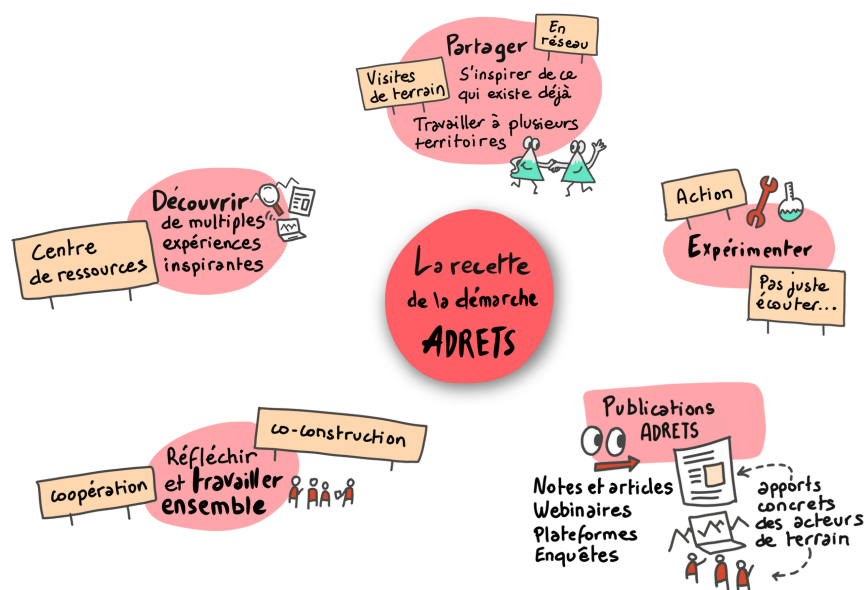 La recette
de la démarche
ADRETS
Partager
En
réseau
Visites
de terrain
S'inspirer de ce
qui existe déjà
Travailler à plusieurs
territoires
Action
Expérimenter
Pas juste
écouter...
Publications
ADRETS
Notes et articles
Webinaires
Plateformes
Enquêtes
apports
concrets
des acteurs
de terrain
co-construction
Réfléchir
et travailler
ensemble
coopération
Découvrir
de multiples
expériences
inspirantes
Centre
de ressources